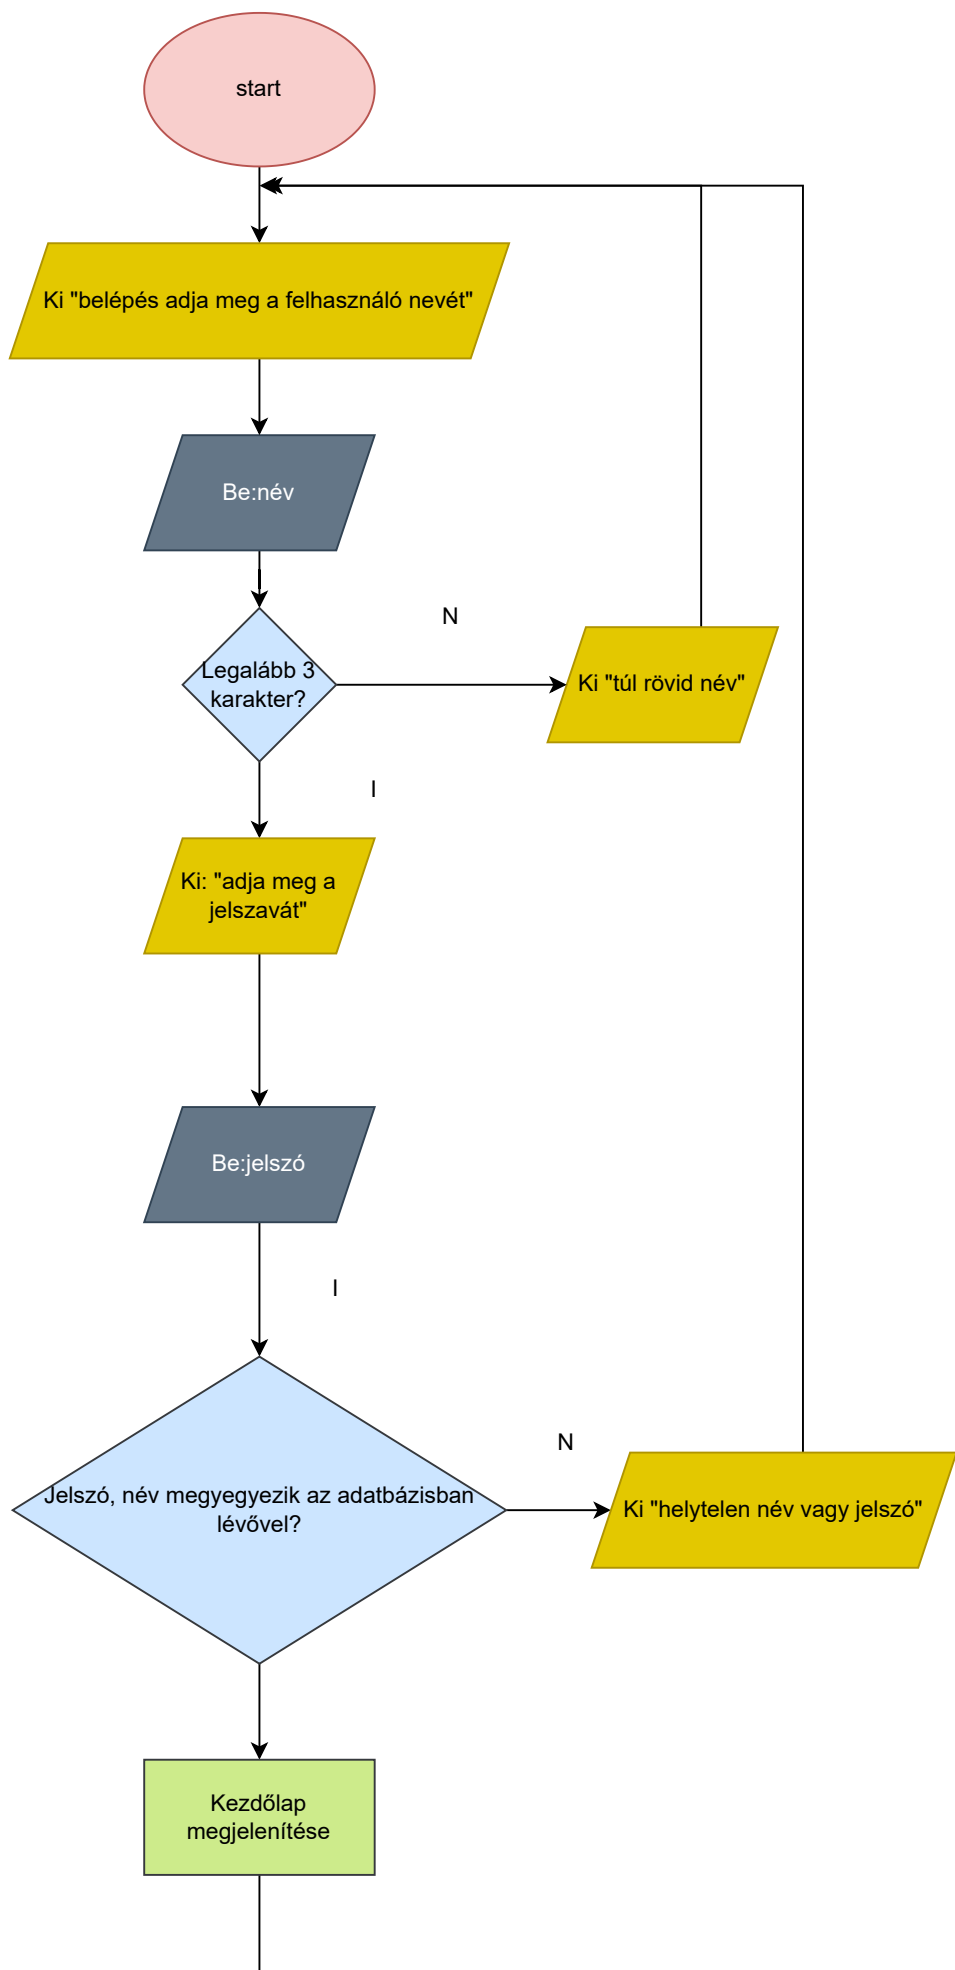 start
Ki "belépés adja meg a felhasználó nevét"
Be:név
N
Legalább 3
karakter?
Ki "túl rövid név"
I
Ki: "adja meg a
jelszavát"
Be:jelszó
I
N
Jelszó, név megyegyezik az adatbázisban
lévővel?
Ki "helytelen név vagy jelszó"
Kezdőlap
megjelenítése